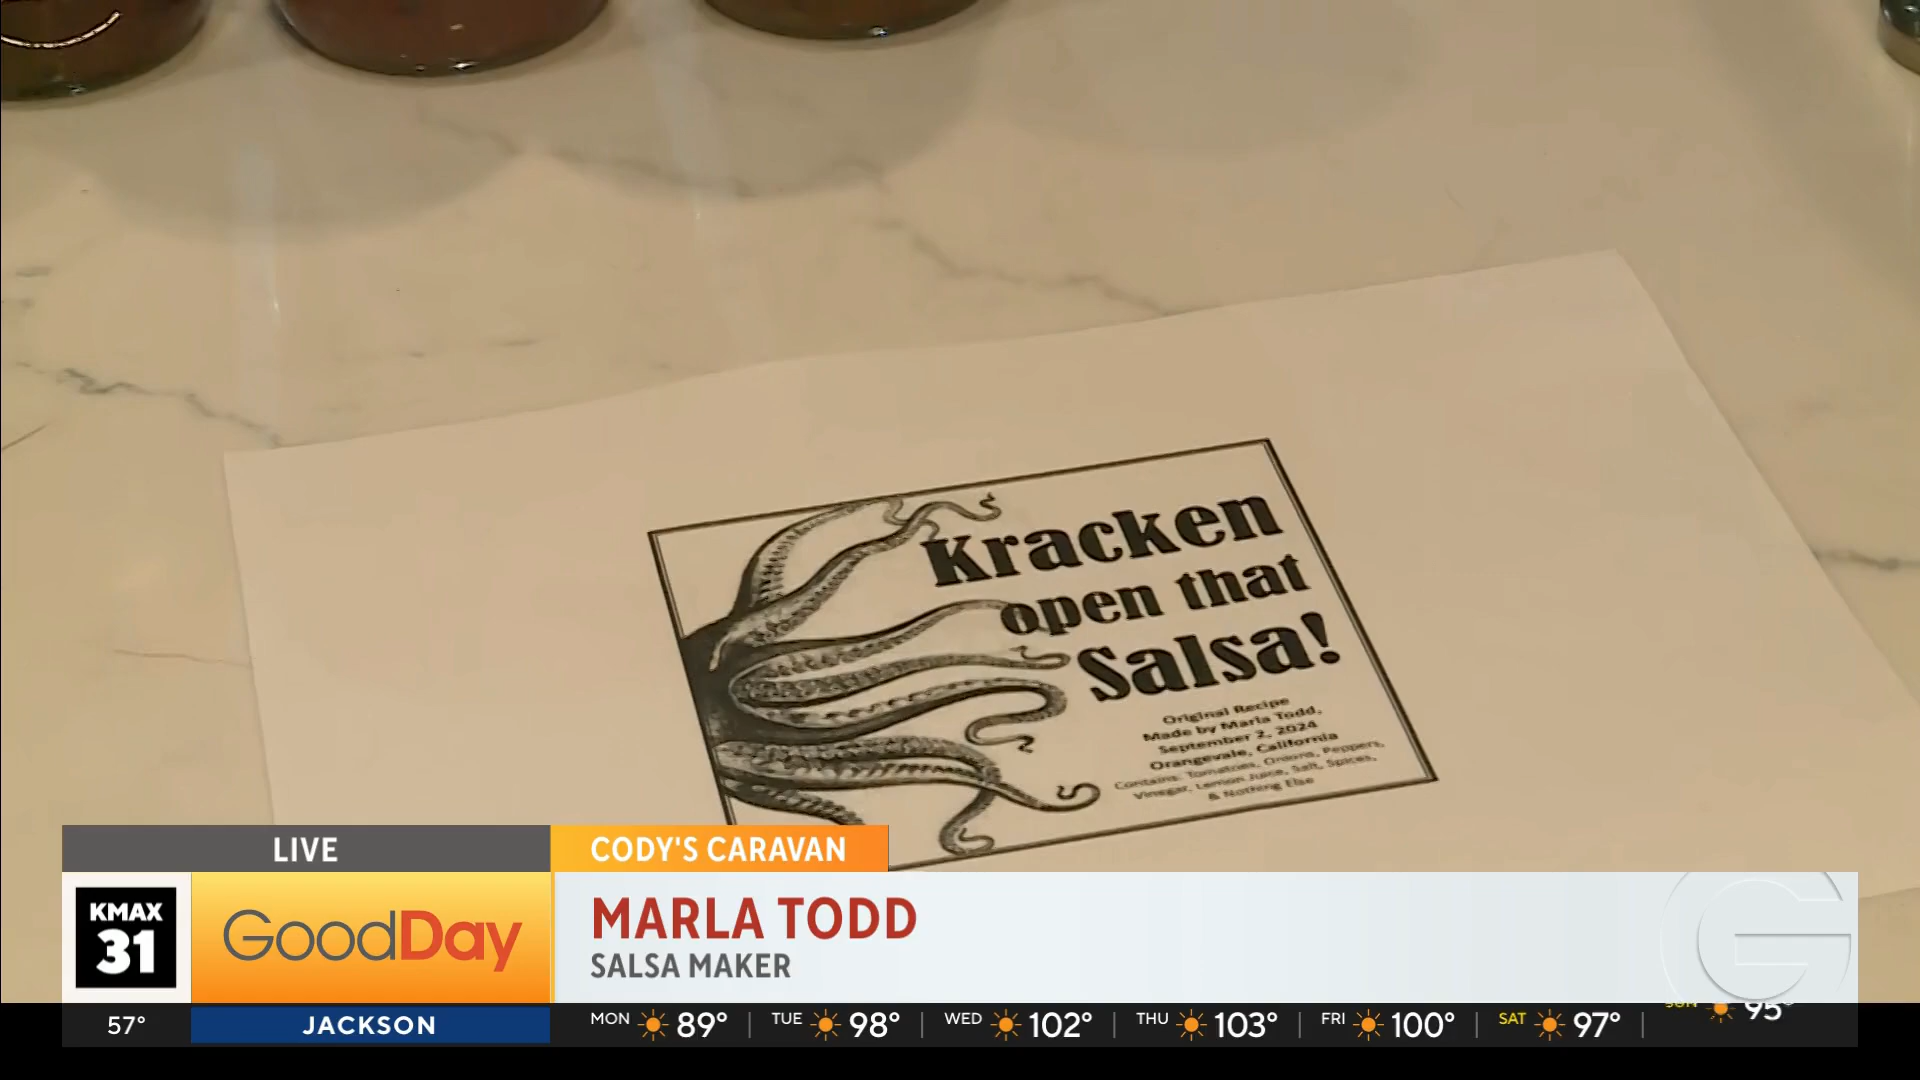 Kracken
open that
Salsa!
Original Recipe
Made by Marla Todd,
September 2, 2024
Orangevale, California
Contains: Tomatoes, Onions, Peppers,
Vinegar, Lemon Juice, Salt, Spices,
& Nothing Else
LIVE
CODY'S CARAVAN
KMAX
31
GoodDay
MARLA TODD
SALSA MAKER
G
57° JACKSON MON 89° | TUE 98° | WED 102° | THU 103° | FRI 100° | SAT 97° | SUN 95°